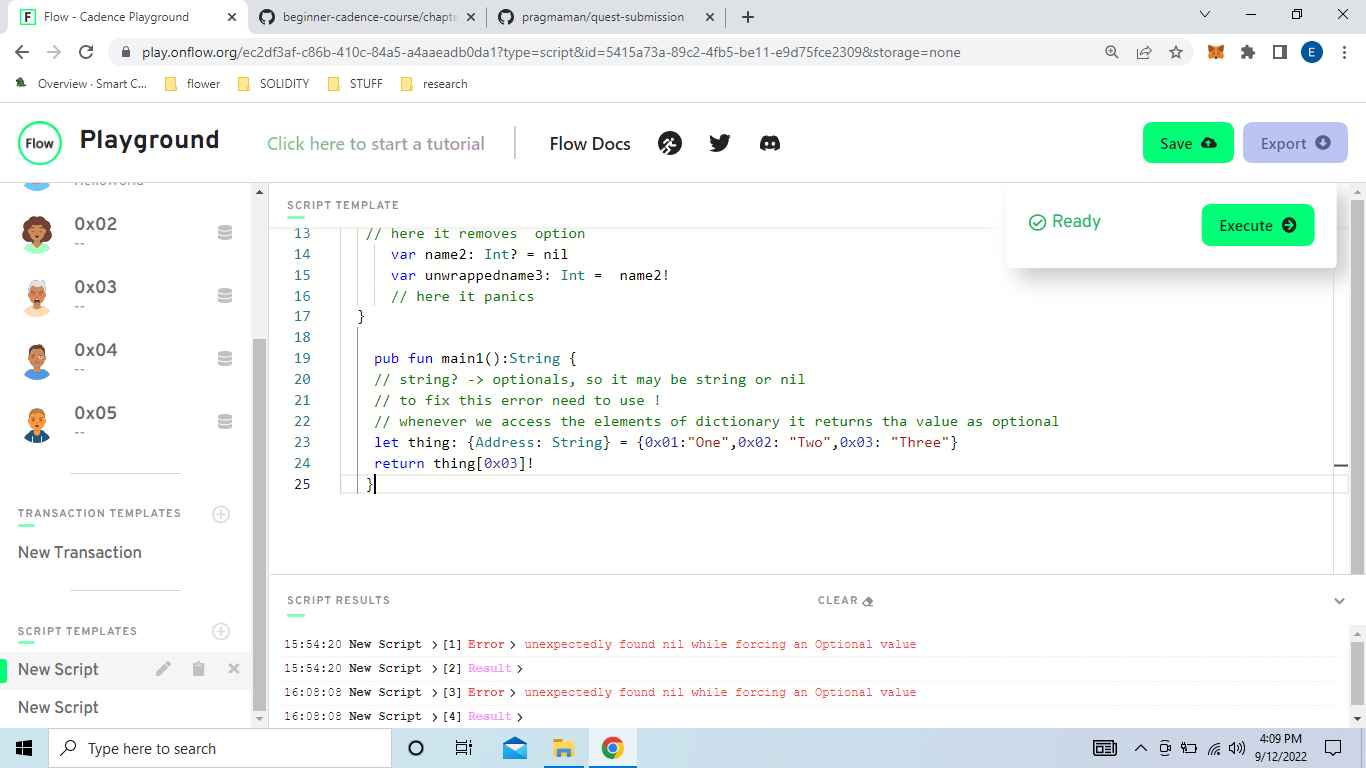 Flow - Cadence Playground
beginner-cadence-course/chapte
pragmaman/quest-submission
play.onflow.org/ec2df3af-c86b-410c-84a5-a4aaeadb0da1?type=script&id=5415a73a-89c2-4fb5-be11-e9d75fce2309&storage=none
E
Overview · Smart C...
flower
SOLIDITY
STUFF
research
Flow
Playground
Click here to start a tutorial
Flow Docs
Save
Export
HelloWorld
0x02
--
0x03
--
0x04
--
0x05
--
TRANSACTION TEMPLATES
New Transaction
SCRIPT TEMPLATES
New Script
New Script
SCRIPT TEMPLATE
Ready
Execute
13 // here it removes  option
14 var name2: Int? = nil
15 var unwrappedname3: Int =  name2!
16 // here it panics
17 }
18
19 pub fun main1():String {
20 // string? -> optionals, so it may be string or nil
21 // to fix this error need to use !
22 // whenever we access the elements of dictionary it returns tha value as optional
23 let thing: {Address: String} = {0x01:"One",0x02: "Two",0x03: "Three"}
24 return thing[0x03]!
25 }
SCRIPT RESULTS
CLEAR
15:54:20 New Script > [1] Error > unexpectedly found nil while forcing an Optional value
15:54:20 New Script > [2] Result >
16:08:08 New Script > [3] Error > unexpectedly found nil while forcing an Optional value
16:08:08 New Script > [4] Result >
Type here to search
4:09 PM
9/12/2022